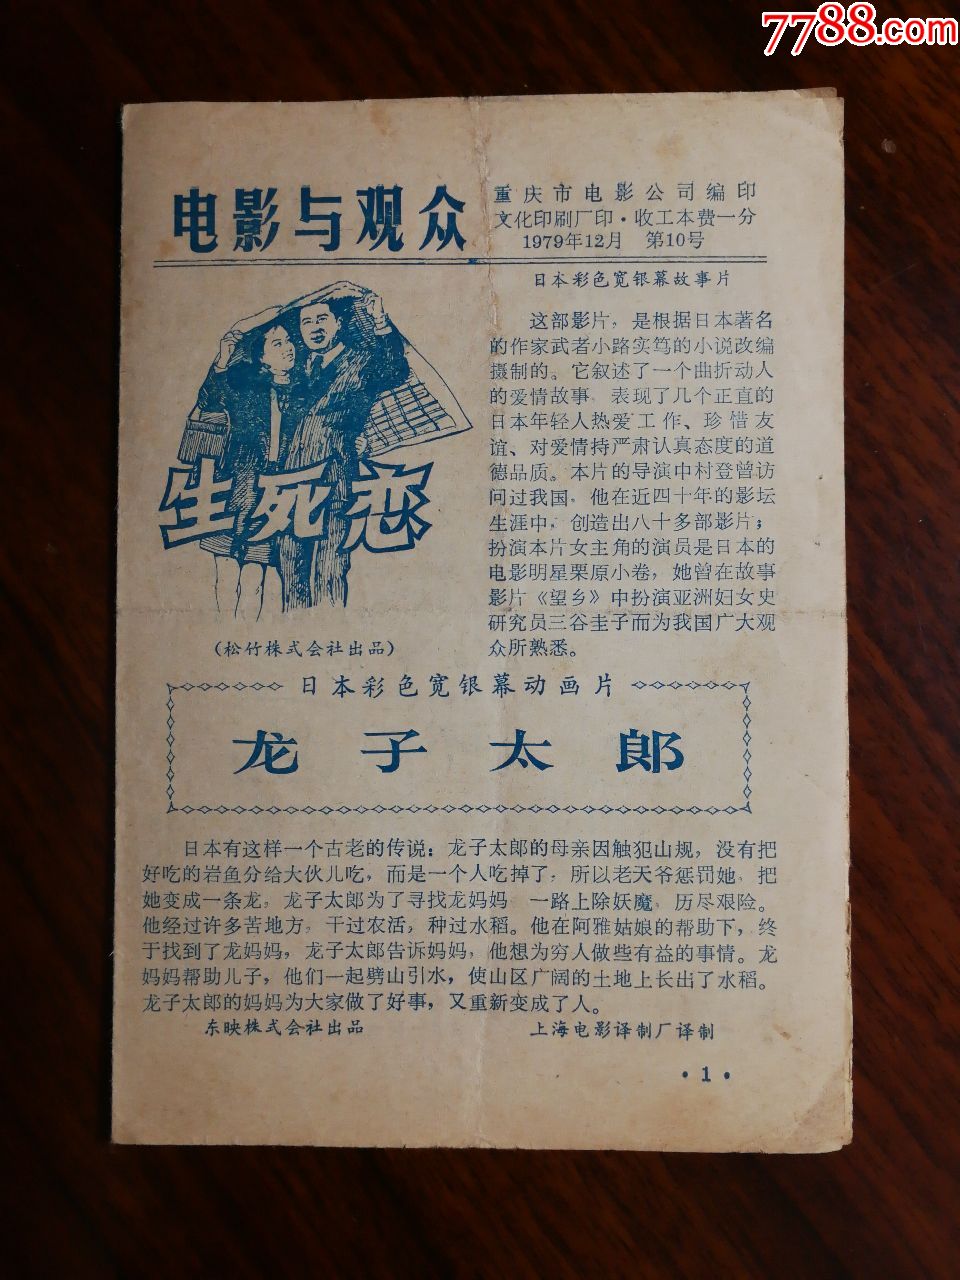 7788.com
电影与观众
重庆市电影公司编印
文化印刷厂印·收工本费一分
1979年12月 第10号
生死恋
（松竹株式会社出品）
日本彩色宽银幕故事片
这部影片，是根据日本著名
的作家武者小路实笃的小说改编
摄制的。它叙述了一个曲折动人
的爱情故事，表现了几个正直的
日本年轻人热爱工作、珍惜友
谊、对爱情持严肃认真态度的道
德品质。本片的导演中村登曾访
问过我国，他在近四十年的影坛
生涯中，创造出八十多部影片；
扮演本片女主角的演员是日本的
电影明星栗原小卷，她曾在故事
影片《望乡》中扮演亚洲妇女史
研究员三谷圭子而为我国广大观
众所熟悉。
日本彩色宽银幕动画片
龙子太郎
日本有这样一个古老的传说：龙子太郎的母亲因触犯山规，没有把
好吃的岩鱼分给大伙儿吃，而是一个人吃掉了，所以老天爷惩罚她，把
她变成一条龙，龙子太郎为了寻找龙妈妈 一路上除妖魔，历尽艰险。
他经过许多苦地方，干过农活，种过水稻。他在阿雅姑娘的帮助下，终
于找到了龙妈妈，龙子太郎告诉妈妈，他想为穷人做些有益的事情。龙
妈妈帮助儿子，他们一起劈山引水，使山区广阔的土地上长出了水稻。
龙子太郎的妈妈为大家做了好事，又重新变成了人。
东映株式会社出品 上海电影译制厂译制
·1·